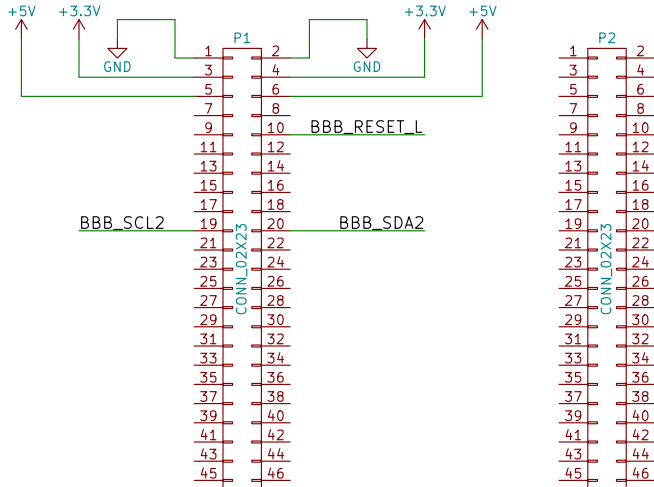 +5V +3.3V +3.3V +5V
GND GND
P1 P2
1 2 1 2
3 4 3 4
5 6 5 6
7 8 7 8
9 10 BBB_RESET_L 9 10
11 12 11 12
13 14 13 14
15 16 15 16
17 18 17 18
BBB_SCL2 19 20 BBB_SDA2 19 20
21 22 21 22
23 24 23 24
25 26 25 26
27 28 27 28
29 30 29 30
31 32 31 32
33 34 33 34
35 36 35 36
37 38 37 38
39 40 39 40
41 42 41 42
43 44 43 44
45 46 45 46
CONN_02X23 CONN_02X23